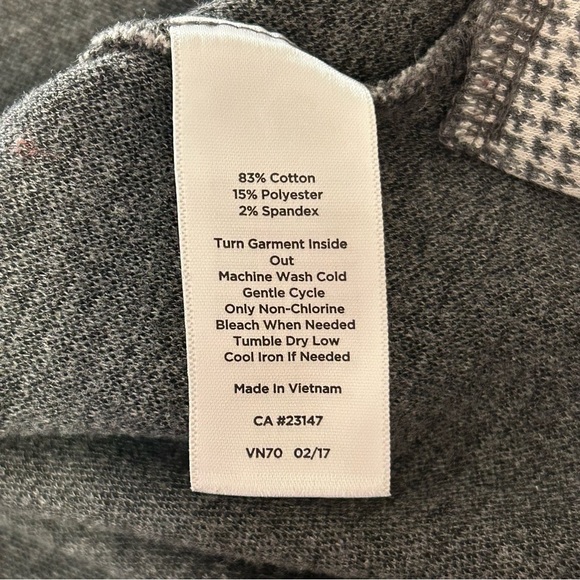 83% Cotton
15% Polyester
2% Spandex
Turn Garment Inside
Out
Machine Wash Cold
Gentle Cycle
Only Non-Chlorine
Bleach When Needed
Tumble Dry Low
Cool Iron If Needed
Made In Vietnam
CA #23147
VN70 02/17